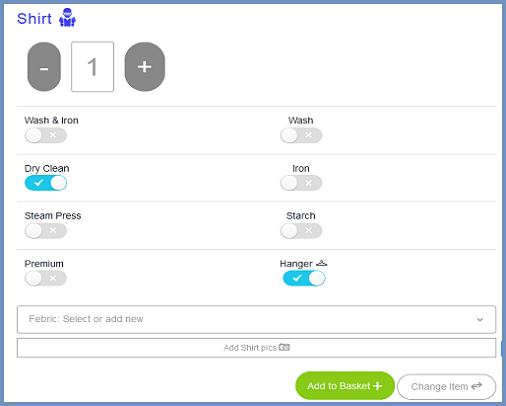 Shirt
- 1 +
Wash & Iron Wash
Dry Clean Iron
Steam Press Starch
Premium Hanger
Febric: Select or add new
Add Shirt pics
Add to Basket + Change Item